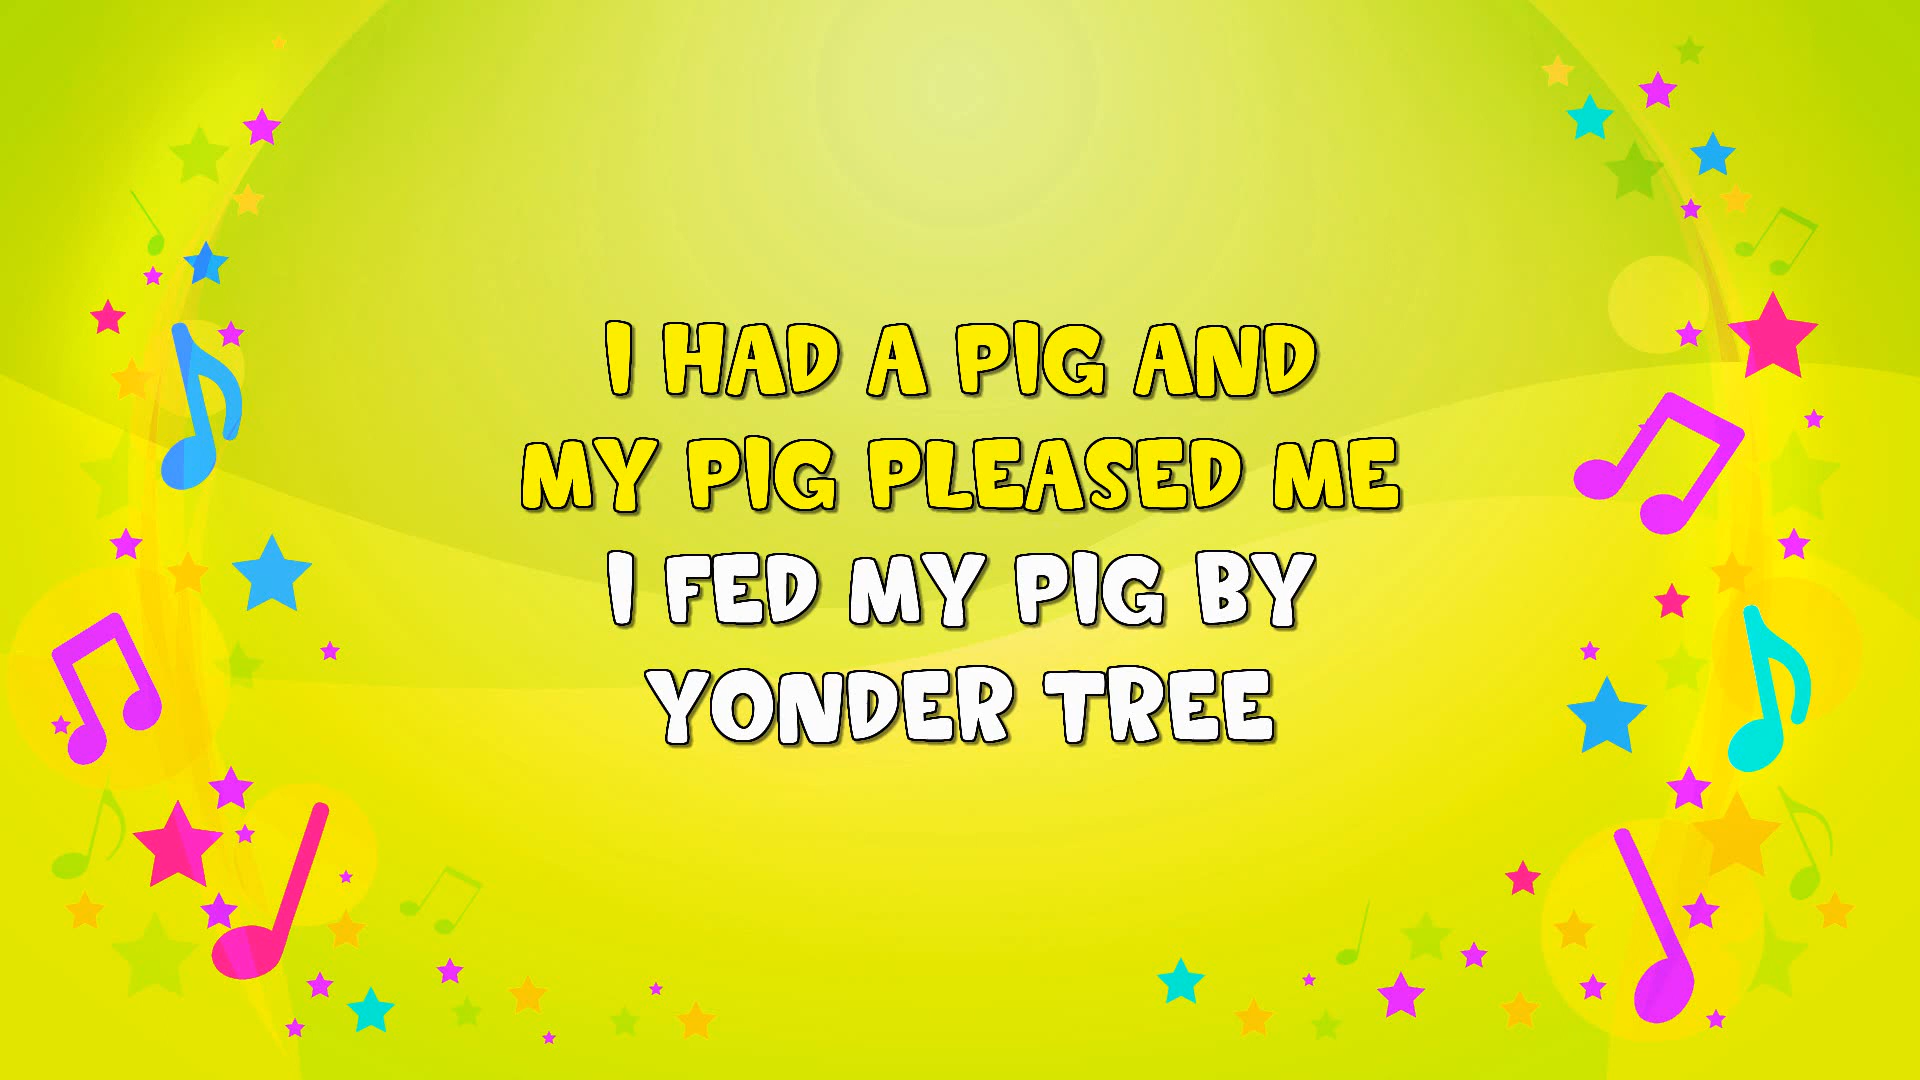 I HAD A PIG AND
MY PIG PLEASED ME
I FED MY PIG BY
YONDER TREE